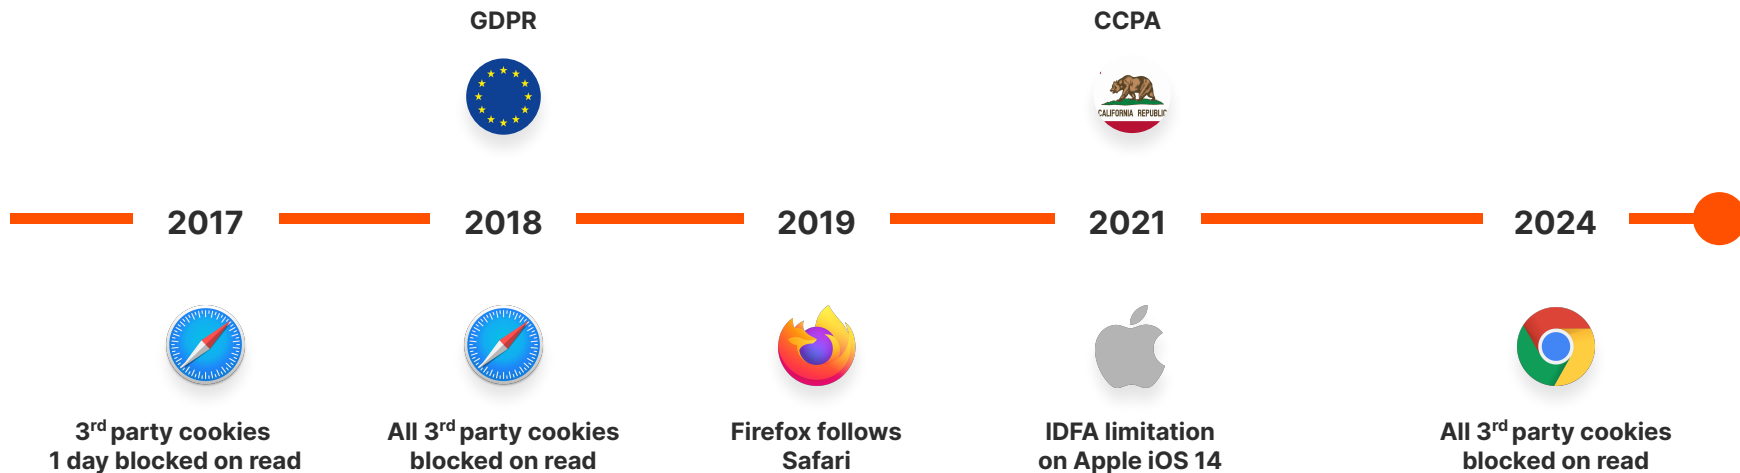 GDPR
CCPA
CALIFORNIA REPUBLIC
2017
2018
2019
2021
2024
3rd party cookies
1 day blocked on read
All 3rd party cookies
blocked on read
Firefox follows
Safari
IDFA limitation
on Apple iOS 14
All 3rd party cookies
blocked on read